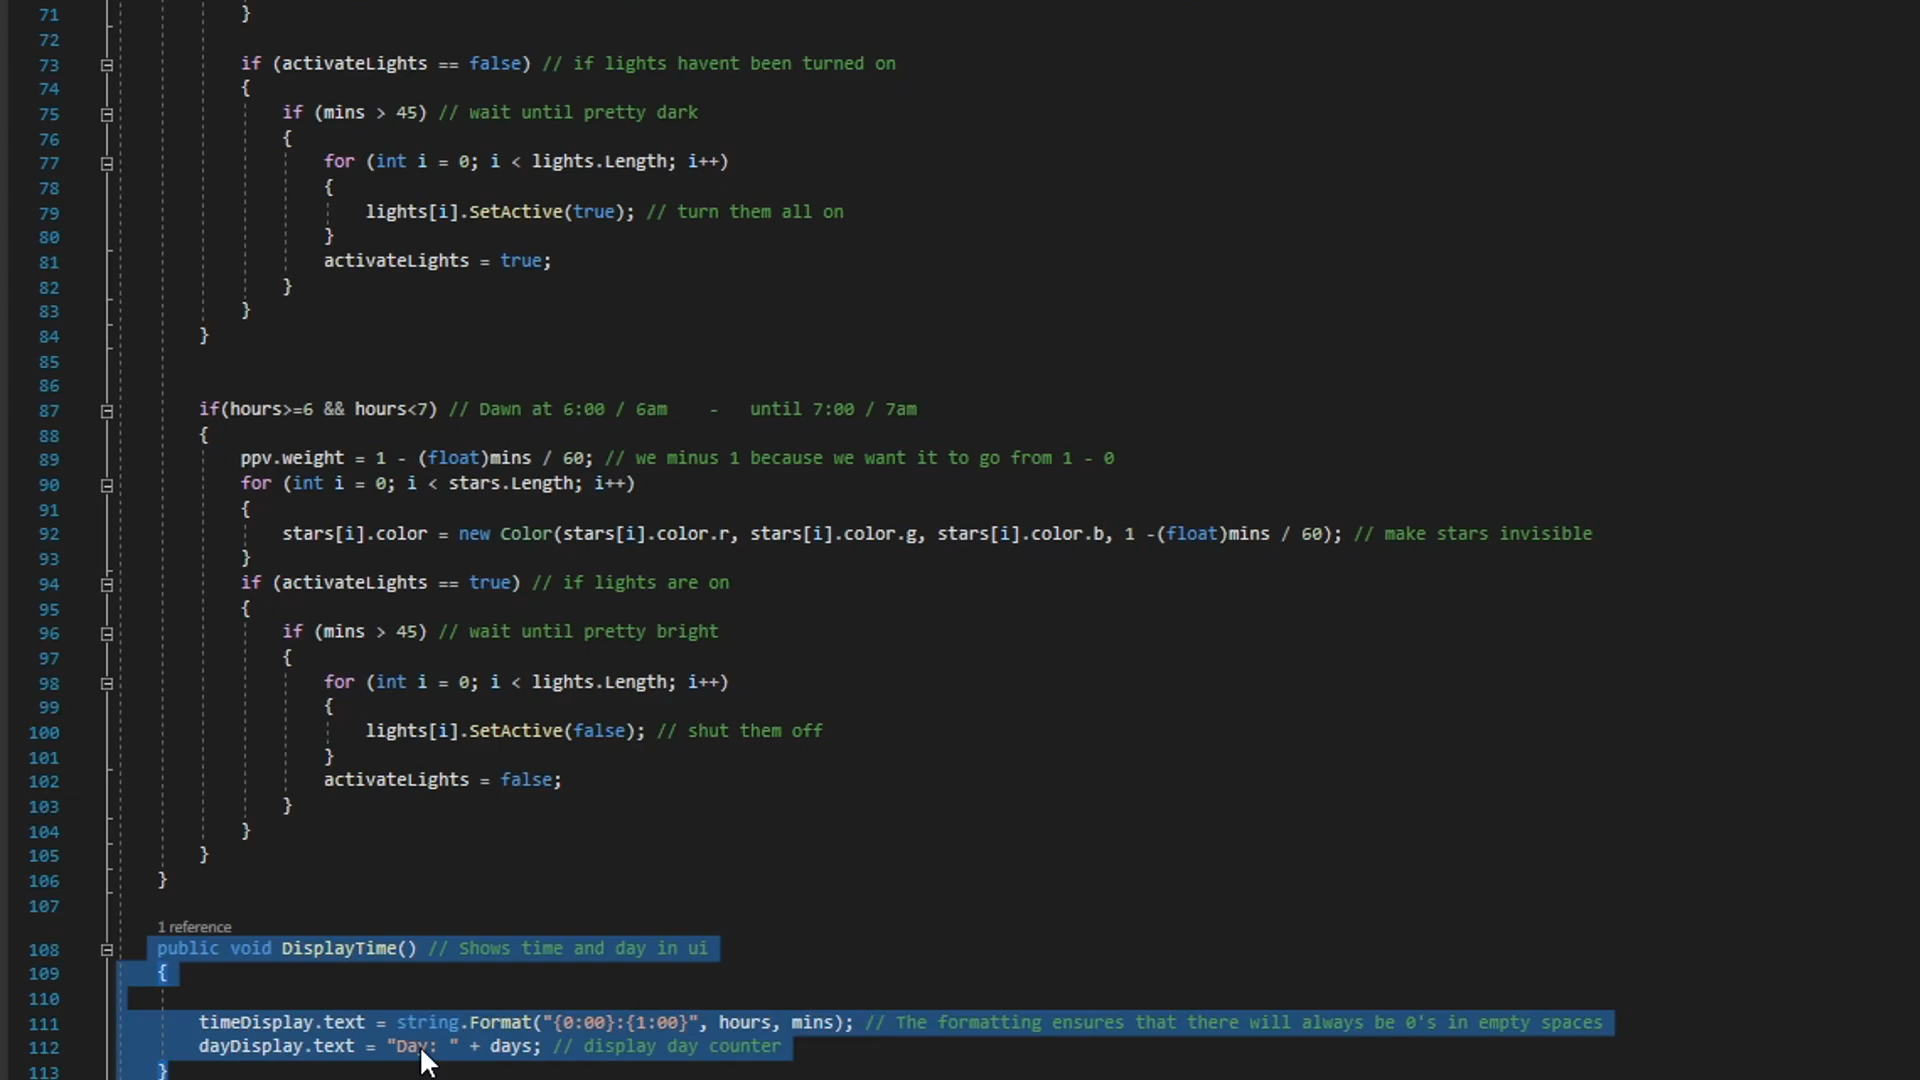 71 }
72
73 if (activateLights == false) // if lights havent been turned on
74 {
75 if (mins > 45) // wait until pretty dark
76 {
77 for (int i = 0; i < lights.Length; i++)
78 {
79 lights[i].SetActive(true); // turn them all on
80 }
81 activateLights = true;
82 }
83 }
84 }
85
86
87 if(hours>=6 && hours<7) // Dawn at 6:00 / 6am - until 7:00 / 7am
88 {
89 ppv.weight = 1 - (float)mins / 60; // we minus 1 because we want it to go from 1 - 0
90 for (int i = 0; i < stars.Length; i++)
91 {
92 stars[i].color = new Color(stars[i].color.r, stars[i].color.g, stars[i].color.b, 1 -(float)mins / 60); // make stars invisible
93 }
94 if (activateLights == true) // if lights are on
95 {
96 if (mins > 45) // wait until pretty bright
97 {
98 for (int i = 0; i < lights.Length; i++)
99 {
100 lights[i].SetActive(false); // shut them off
101 }
102 activateLights = false;
103 }
104 }
105 }
106 }
107
1 reference
108 public void DisplayTime() // Shows time and day in ui
109 {
110
111 timeDisplay.text = string.Format("{0:00}:{1:00}", hours, mins); // The formatting ensures that there will always be 0's in empty spaces
112 dayDisplay.text = "Day: " + days; // display day counter
113 }